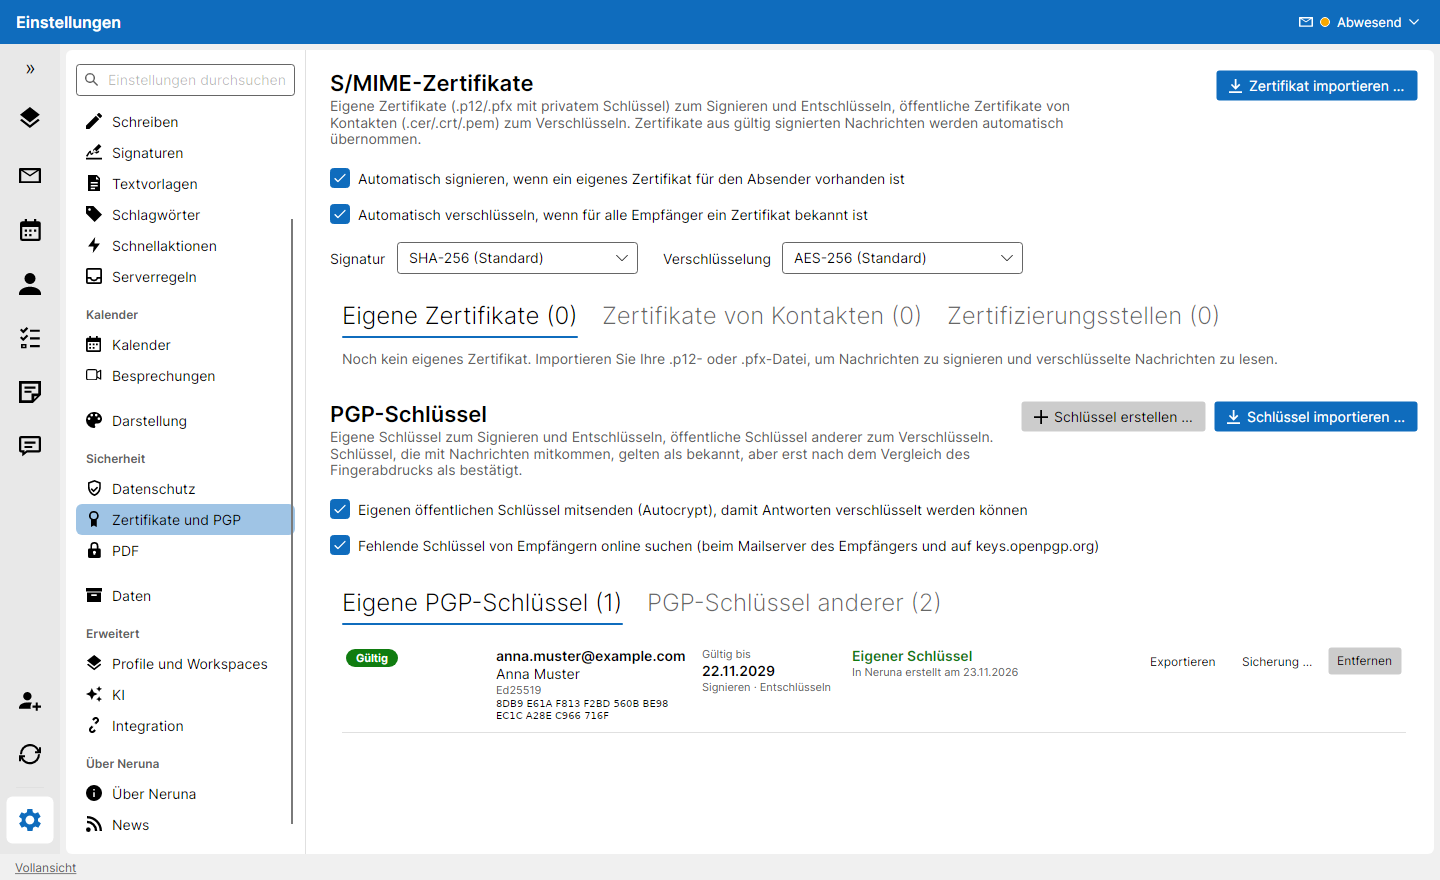 Einstellungen
Abwesend
Einstellungen durchsuchen
Schreiben
Signaturen
Textvorlagen
Schlagwörter
Schnellaktionen
Serverregeln
Kalender
Kalender
Besprechungen
Darstellung
Sicherheit
Datenschutz
Zertifikate und PGP
PDF
Daten
Erweitert
Profile und Workspaces
KI
Integration
Über Neruna
Über Neruna
News
Vollansicht
S/MIME-Zertifikate
Zertifikat importieren ...
Eigene Zertifikate (.p12/.pfx mit privatem Schlüssel) zum Signieren und Entschlüsseln, öffentliche Zertifikate von
Kontakten (.cer/.crt/.pem) zum Verschlüsseln. Zertifikate aus gültig signierten Nachrichten werden automatisch
übernommen.
Automatisch signieren, wenn ein eigenes Zertifikat für den Absender vorhanden ist
Automatisch verschlüsseln, wenn für alle Empfänger ein Zertifikat bekannt ist
Signatur SHA-256 (Standard) Verschlüsselung AES-256 (Standard)
Eigene Zertifikate (0) Zertifikate von Kontakten (0) Zertifizierungsstellen (0)
Noch kein eigenes Zertifikat. Importieren Sie Ihre .p12- oder .pfx-Datei, um Nachrichten zu signieren und verschlüsselte Nachrichten zu lesen.
PGP-Schlüssel
Schlüssel erstellen ... Schlüssel importieren ...
Eigene Schlüssel zum Signieren und Entschlüsseln, öffentliche Schlüssel anderer zum Verschlüsseln.
Schlüssel, die mit Nachrichten mitkommen, gelten als bekannt, aber erst nach dem Vergleich des
Fingerabdrucks als bestätigt.
Eigenen öffentlichen Schlüssel mitsenden (Autocrypt), damit Antworten verschlüsselt werden können
Fehlende Schlüssel von Empfängern online suchen (beim Mailserver des Empfängers und auf keys.openpgp.org)
Eigene PGP-Schlüssel (1) PGP-Schlüssel anderer (2)
Gültig
anna.muster@example.com
Anna Muster
Ed25519
8DB9 E61A F813 F2BD 560B BE98
EC1C A28E C966 716F
Gültig bis
22.11.2029
Signieren · Entschlüsseln
Eigener Schlüssel
In Neruna erstellt am 23.11.2026
Exportieren Sicherung ... Entfernen